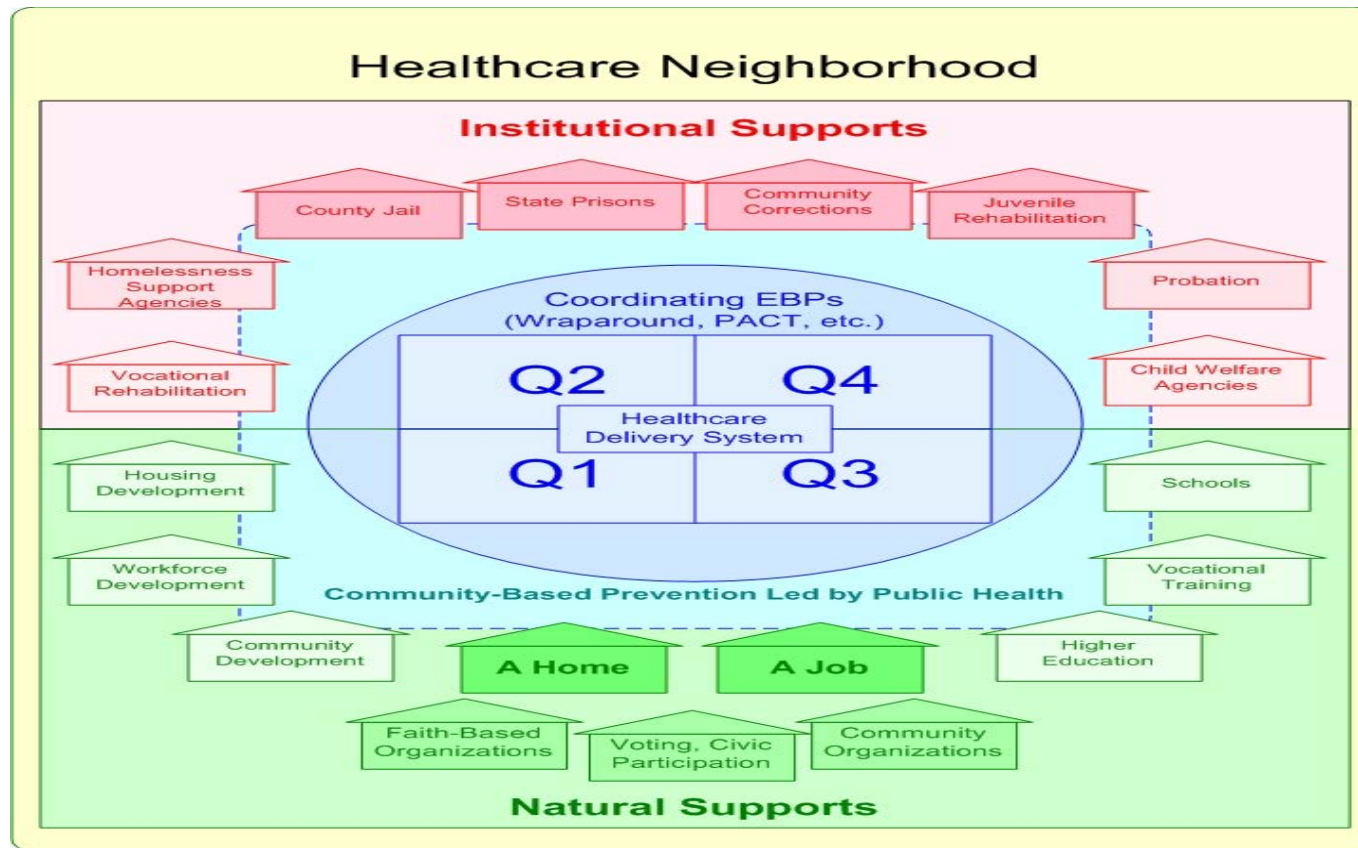 Healthcare Neighborhood
Institutional Supports
County Jail
State Prisons
Community
Corrections
Juvenile
Rehabilitation
Homelessness
Support
Agencies
Probation
Vocational
Rehabilitation
Child Welfare
Agencies
Coordinating EBPs
(Wraparound, PACT, etc.)
Q2
Q4
Healthcare
Delivery System
Q1
Q3
Housing
Development
Schools
Workforce
Development
Vocational
Training
Community-Based Prevention Led by Public Health
Community
Development
A Home
A Job
Higher
Education
Faith-Based
Organizations
Voting, Civic
Participation
Community
Organizations
Natural Supports